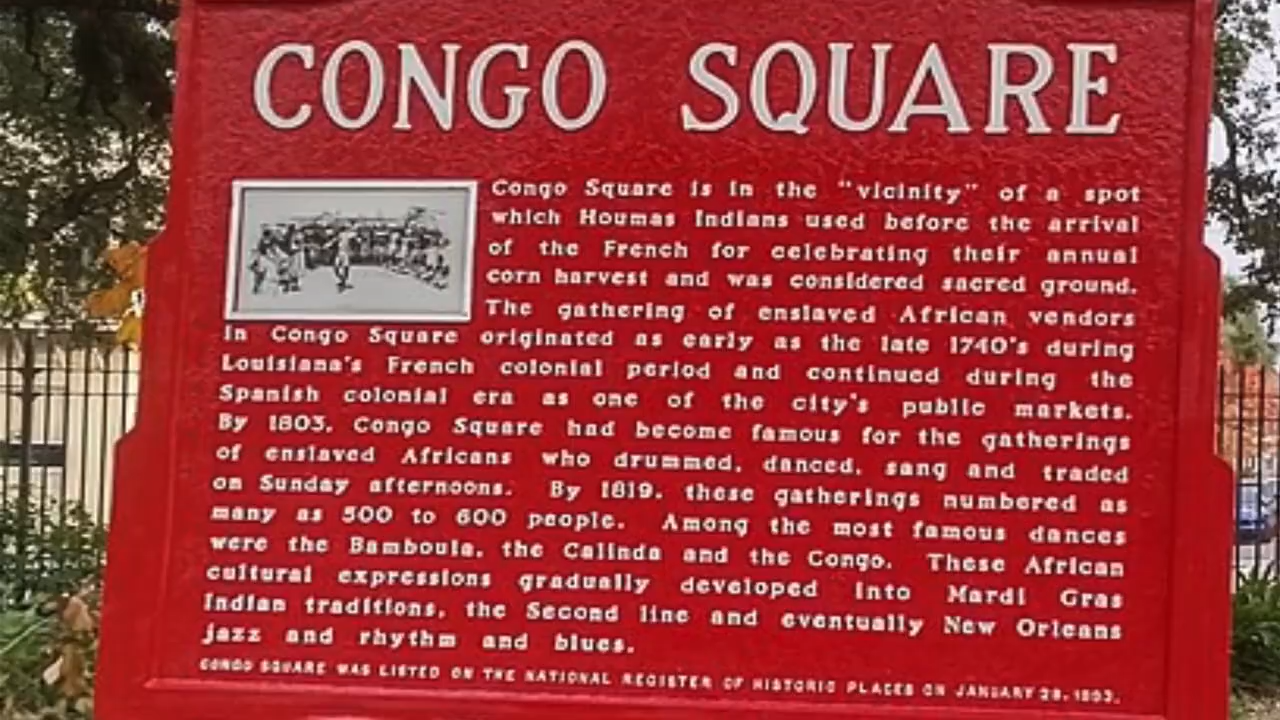 CONGO SQUARE
Congo Square is in the "vicinity" of a spot
which Houmas Indians used before the arrival
of the French for celebrating their annual
corn harvest and was considered sacred ground.
The gathering of enslaved African vendors
in Congo Square originated as early as the late 1740's during
Louisiana's French colonial period and continued during the
Spanish colonial era as one of the city's public markets.
By 1803, Congo Square had become famous for the gatherings
of enslaved Africans who drummed, danced, sang and traded
on Sunday afternoons. By 1819, these gatherings numbered as
many as 500 to 600 people. Among the most famous dances
were the Bamboula, the Calinda and the Congo. These African
cultural expressions gradually developed into Mardi Gras
Indian traditions, the Second line and eventually New Orleans
jazz and rhythm and blues.
CONGO SQUARE WAS LISTED ON THE NATIONAL REGISTER OF HISTORIC PLACES ON JANUARY 28, 1993.